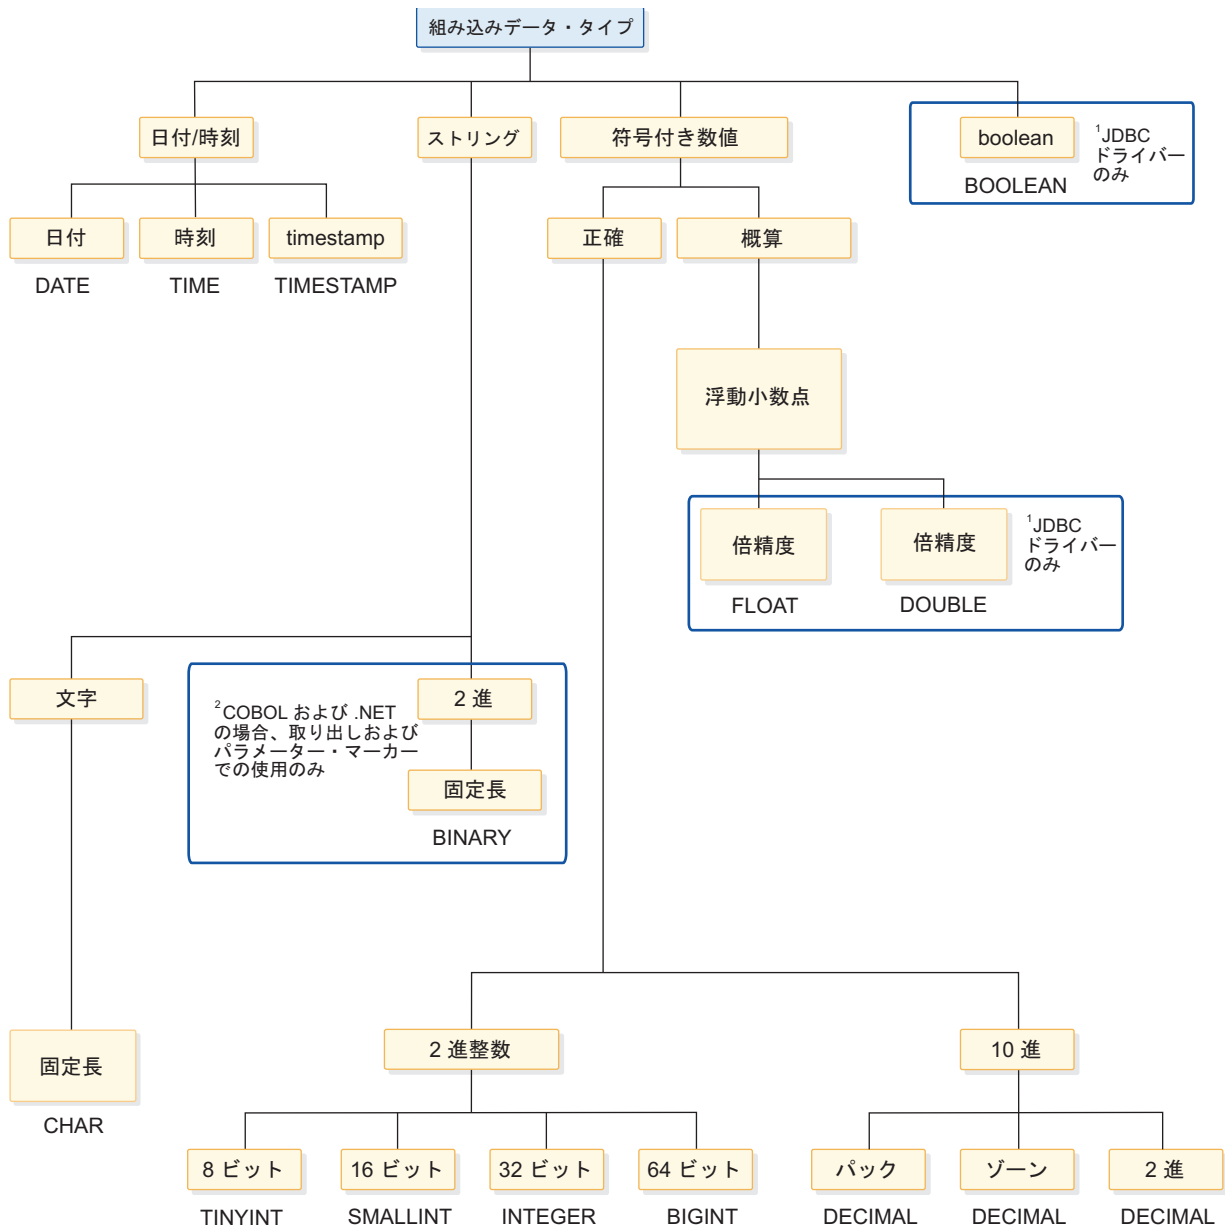 組み込みデータ・タイプ
日付/時刻
ストリング
符号付き数値
boolean
BOOLEAN
¹JDBC
ドライバー
のみ
日付
DATE
時刻
TIME
timestamp
TIMESTAMP
正確
概算
浮動小数点
倍精度
FLOAT
倍精度
DOUBLE
¹JDBC
ドライバー
のみ
文字
²COBOL および .NET
の場合、取り出しおよび
パラメーター・マーカー
での使用のみ
2 進
固定長
BINARY
固定長
CHAR
2 進整数
10 進
8 ビット
TINYINT
16 ビット
SMALLINT
32 ビット
INTEGER
64 ビット
BIGINT
パック
DECIMAL
ゾーン
DECIMAL
2 進
DECIMAL